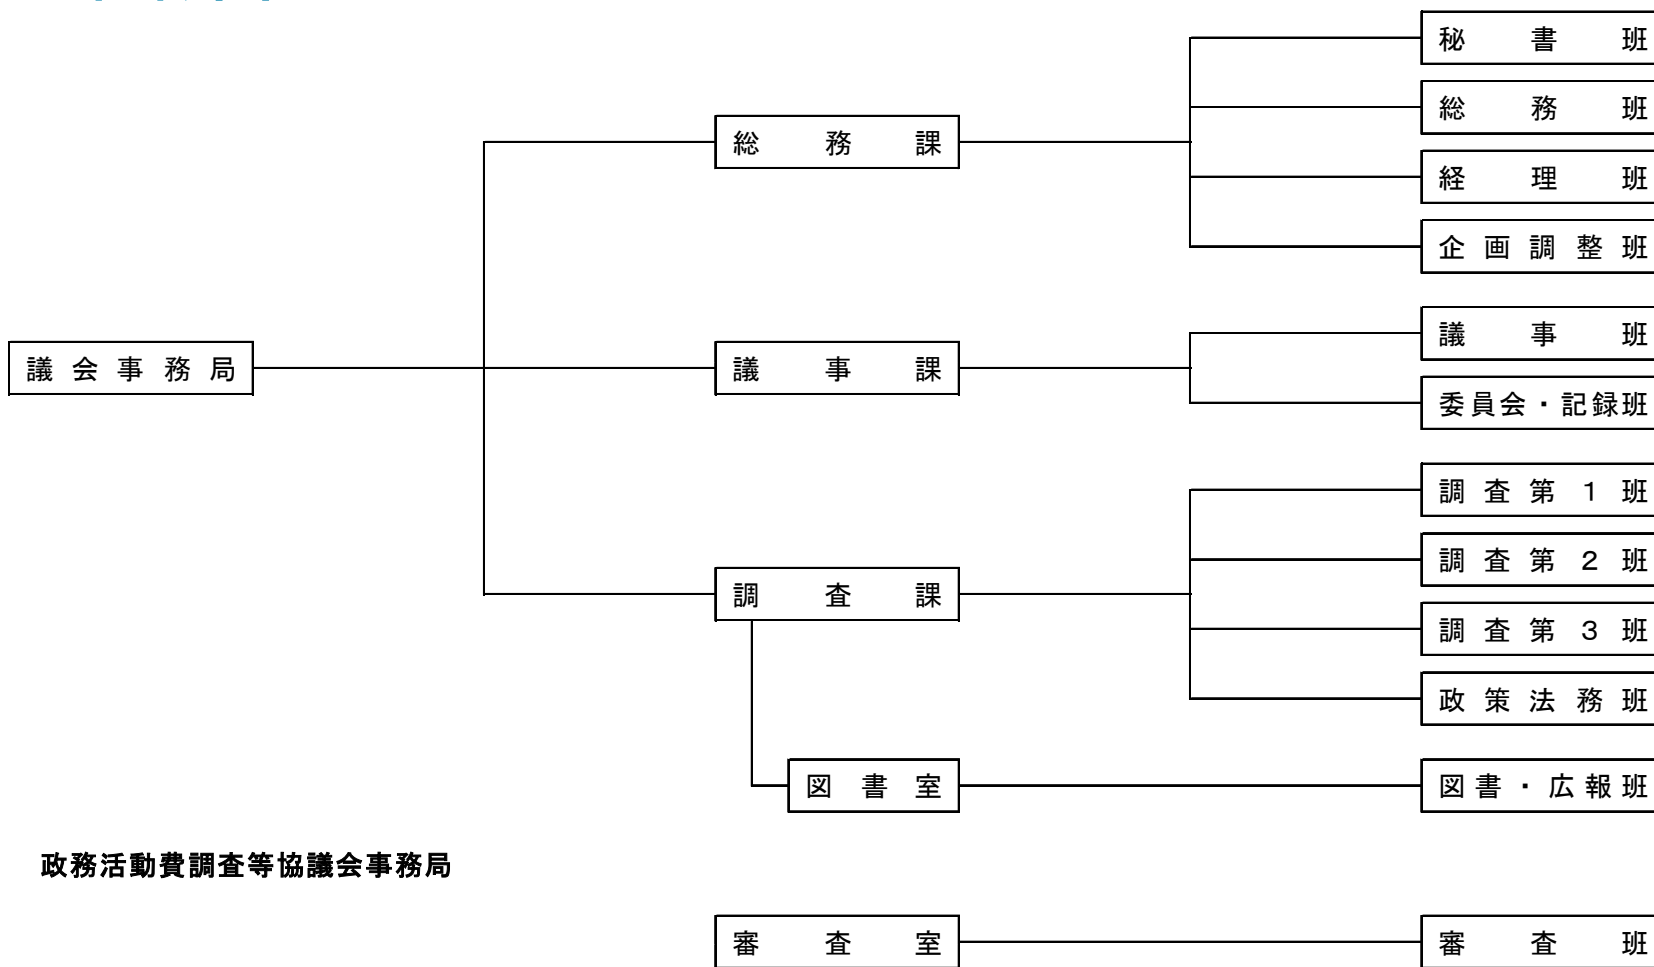 秘書班
総務班
総務課
経理班
企画調整班
議事班
議会事務局
議事課
委員会・記録班
調査第1班
調査第2班
調査課
調査第3班
政策法務班
図書室
図書・広報班
政務活動費調査等協議会事務局
審査室
審査班